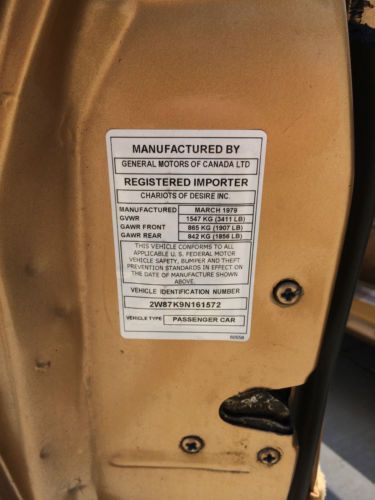 MANUFACTURED BY
GENERAL MOTORS OF CANADA LTD
REGISTERED IMPORTER
CHARIOTS OF DESIRE INC.
MANUFACTURED MARCH 1979
GVWR 1547 KG (3411 LB)
GAWR FRONT 865 KG (1907 LB)
GAWR REAR 842 KG (1856 LB)
THIS VEHICLE CONFORMS TO ALL
APPLICABLE U. S. FEDERAL MOTOR
VEHICLE SAFETY, BUMPER AND THEFT
PREVENTION STANDARDS IN EFFECT ON
THE DATE OF MANUFACTURE SHOWN
ABOVE.
VEHICLE IDENTIFICATION NUMBER
2W87K9N161572
VEHICLE TYPE PASSENGER CAR